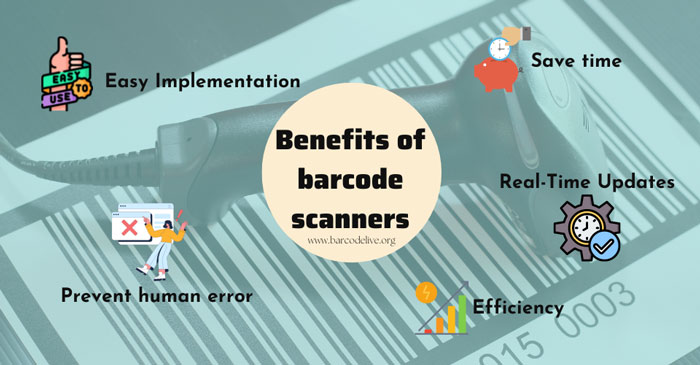 EASY
TO
USE
Easy Implementation
Save time
Benefits of
barcode
scanners
www.barcodelive.org
Real-Time Updates
Prevent human error
Efficiency
015 0003